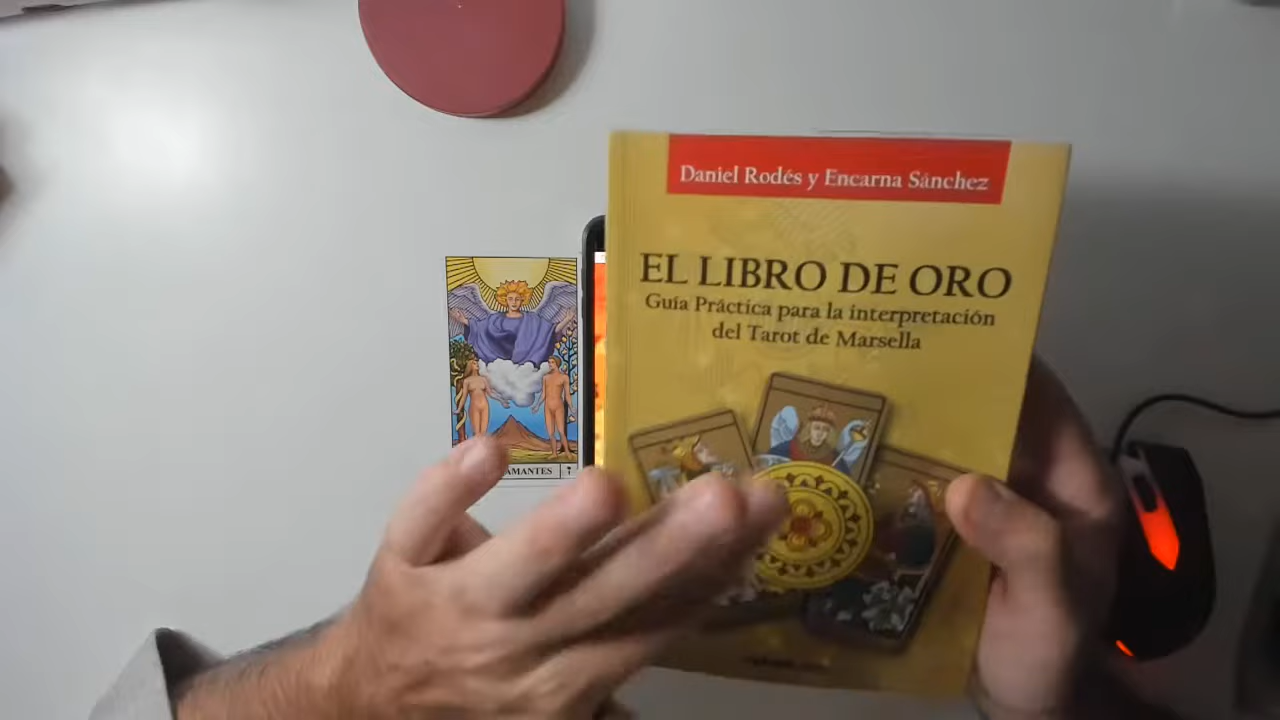 Daniel Rodés y Encarna Sánchez
EL LIBRO DE ORO
Guía Práctica para la interpretación
del Tarot de Marsella
AMANTES